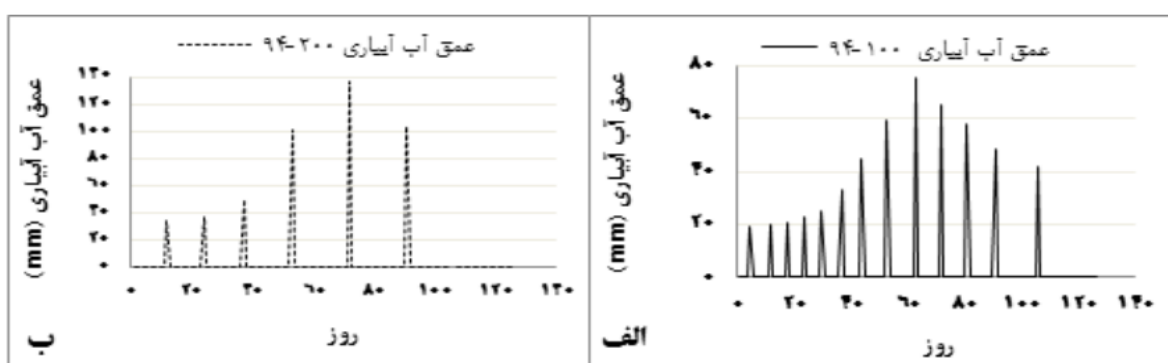 عمق آب آبیاری ۹۴-۱۰۰
عمق آب آبیاری (mm)
۸۰
۶۰
۴۰
۲۰
۰
۰ ۲۰ ۴۰ ۶۰ ۸۰ ۱۰۰ ۱۲۰ ۱۴۰
روز
الف
عمق آب آبیاری ۹۴-۲۰۰
عمق آب آبیاری (mm)
۱۴۰
۱۲۰
۱۰۰
۸۰
۶۰
۴۰
۲۰
۰
۰ ۲۰ ۴۰ ۶۰ ۸۰ ۱۰۰ ۱۲۰ ۱۴۰
روز
ب